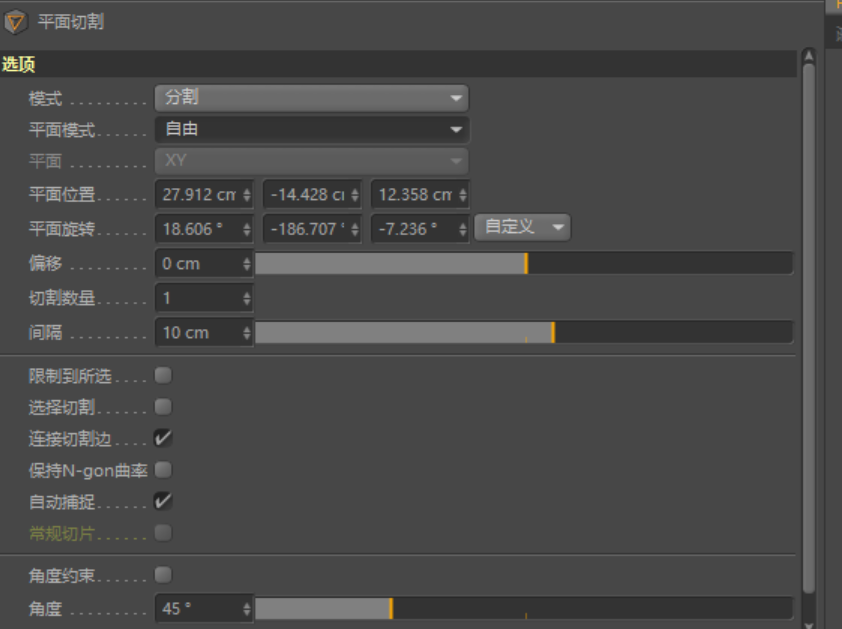 平面切割
选项
模式 . . . . . . . . . 分割
平面模式. . . . . . 自由
平面 . . . . . . . . . XY
平面位置. . . . . . 27.912 cm -14.428 c 12.358 cm
平面旋转. . . . . . 18.606 ° -186.707 ° -7.236 ° 自定义
偏移 . . . . . . . . . 0 cm
切割数量. . . . . . 1
间隔 . . . . . . . . . 10 cm
限制到所选. . . .
选择切割. . . . . .
连接切割边. . . .
保持N-gon曲率
自动捕捉. . . . . .
常规切片. . . . . .
角度约束. . . . . .
角度 . . . . . . . . . 45 °